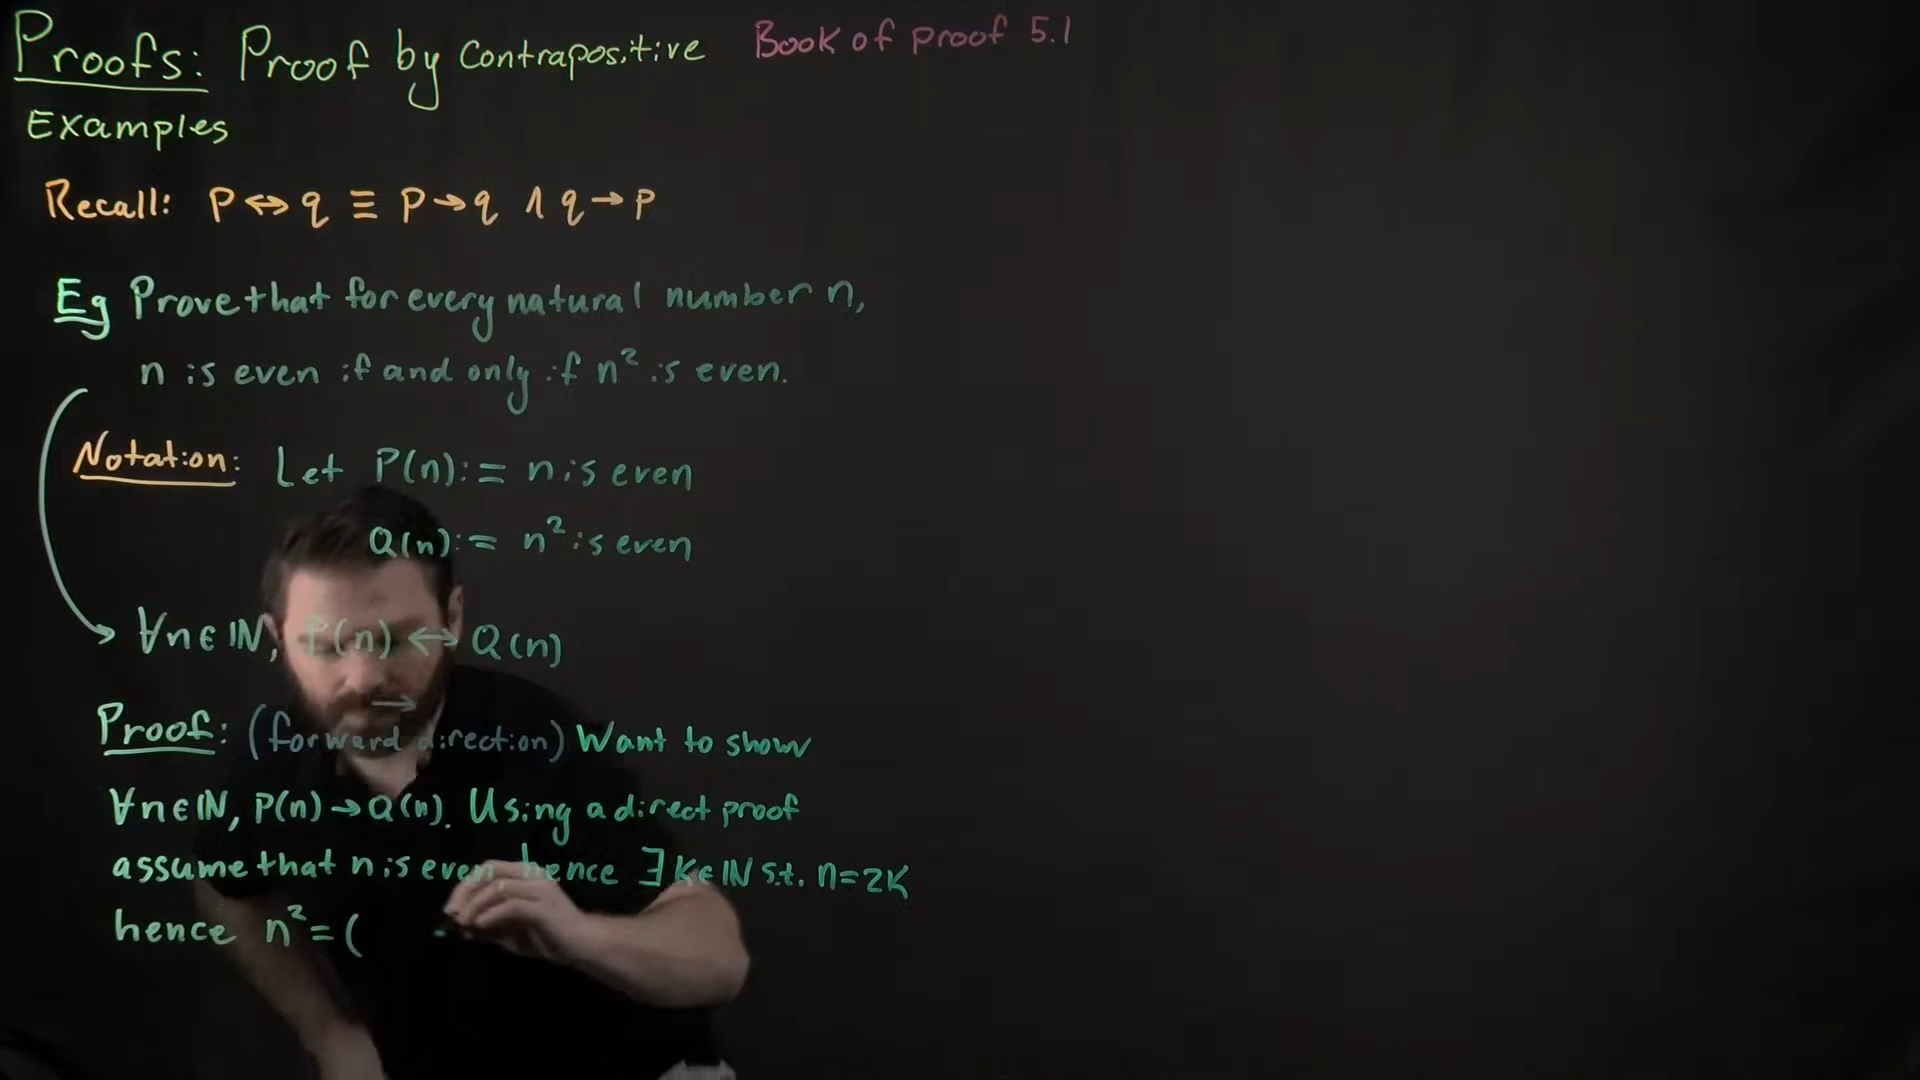 Proofs: Proof by Contrapositive Book of proof 5.1
Examples
Recall: P ↔ q ≡ P → q ∧ q → p
Eg Prove that for every natural number n,
n is even if and only if n² is even.
Notation: Let P(n) := n is even
Q(n) := n² is even
∀n∈ℕ, P(n) ↔ Q(n)
Proof: (forward direction) → Want to show
∀n∈ℕ, P(n) → Q(n). Using a direct proof
assume that n is even, hence ∃ K∈ℕ s.t. n=2K
hence n² = (